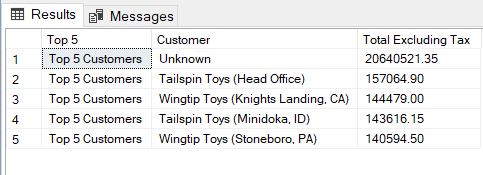 Results Messages
Top 5 Customer Total Excluding Tax
1 Top 5 Customers Unknown 20640521.35
2 Top 5 Customers Tailspin Toys (Head Office) 157064.90
3 Top 5 Customers Wingtip Toys (Knights Landing, CA) 144479.00
4 Top 5 Customers Tailspin Toys (Minidoka, ID) 143616.15
5 Top 5 Customers Wingtip Toys (Stoneboro, PA) 140594.50